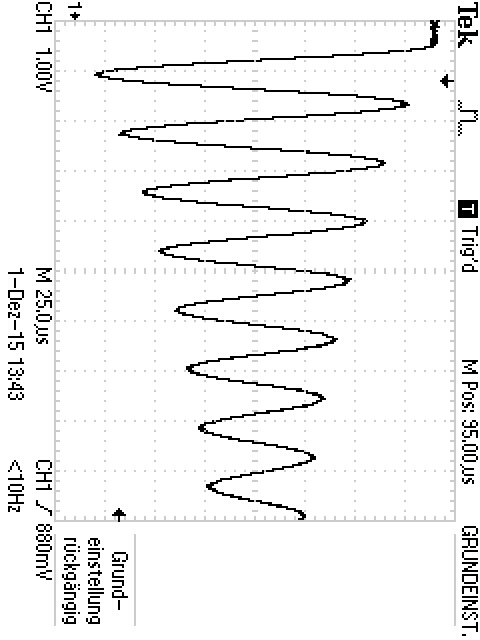 Tek
T Trig'd
M Pos: 95.00µs
GRUNDEINST.
1
Grund-
einstellung
rückgängig
CH1 1.00V
M 25.0µs
CH1 / 880mV
1-Dez-15 13:43
<10Hz